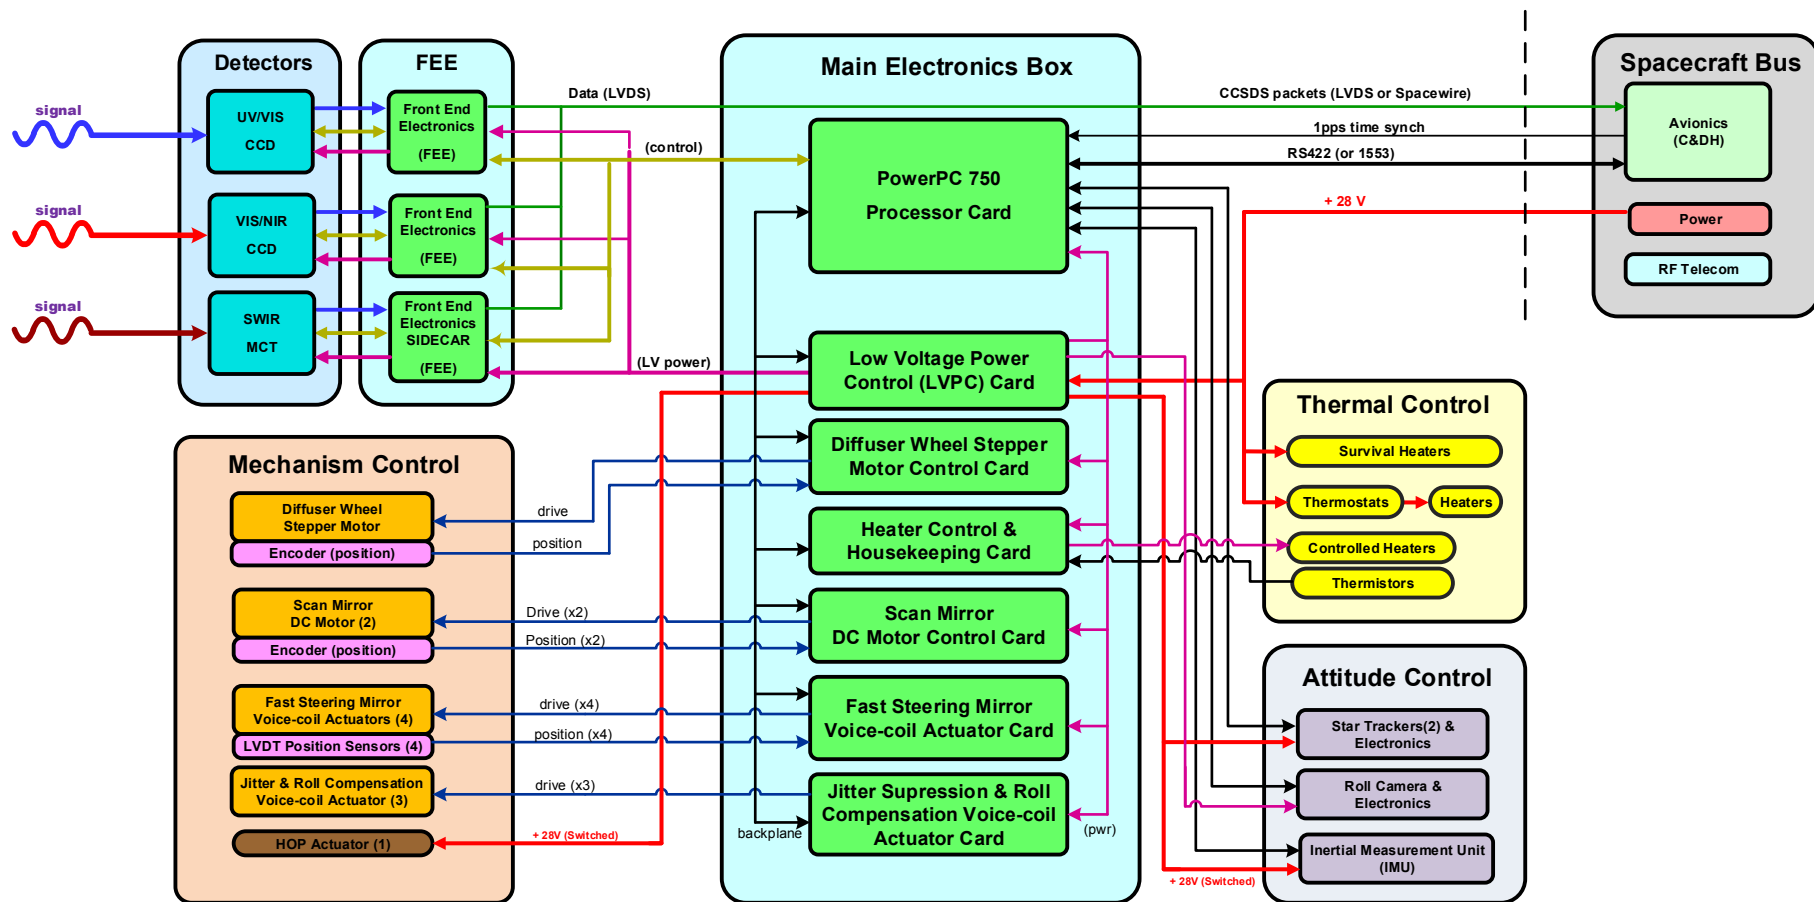 Detectors
FEE
Main Electronics Box
Spacecraft Bus
signal
UV/VIS
CCD
Front End
Electronics
(FEE)
Data (LVDS)
CCSDS packets (LVDS or Spacewire)
1pps time synch
RS422 (or 1553)
Avionics
(C&DH)
(control)
PowerPC 750
Processor Card
signal
VIS/NIR
CCD
Front End
Electronics
(FEE)
+ 28 V
Power
RF Telecom
signal
SWIR
MCT
Front End
Electronics
SIDECAR
(FEE)
(LV power)
Low Voltage Power
Control (LVPC) Card
Thermal Control
Survival Heaters
Thermostats
Heaters
Controlled Heaters
Thermistors
Mechanism Control
Diffuser Wheel
Stepper Motor
Encoder (position)
drive
position
Diffuser Wheel Stepper
Motor Control Card
Heater Control &
Housekeeping Card
Scan Mirror
DC Motor (2)
Encoder (position)
Drive (x2)
Position (x2)
Scan Mirror
DC Motor Control Card
Attitude Control
Fast Steering Mirror
Voice-coil Actuators (4)
LVDT Position Sensors (4)
drive (x4)
position (x4)
Fast Steering Mirror
Voice-coil Actuator Card
Star Trackers(2) &
Electronics
Jitter & Roll Compensation
Voice-coil Actuator (3)
drive (x3)
Jitter Supression & Roll
Compensation Voice-coil
Actuator Card
Roll Camera &
Electronics
HOP Actuator (1)
+ 28V (Switched)
backplane
(pwr)
Inertial Measurement Unit
(IMU)
+ 28V (Switched)